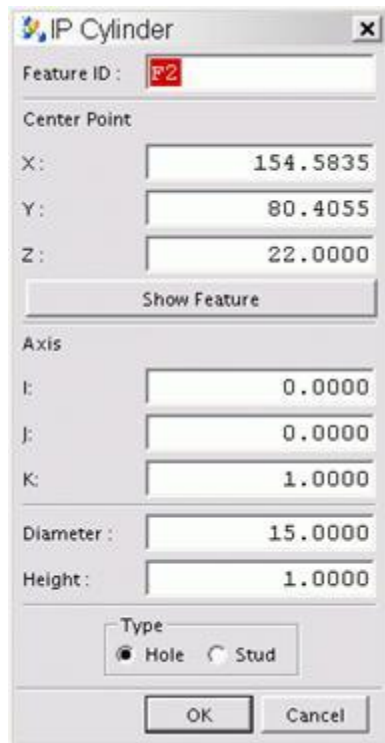 IP Cylinder
Feature ID : F2
Center Point
X: 154.5835
Y: 80.4055
Z: 22.0000
Show Feature
Axis
I: 0.0000
J: 0.0000
K: 1.0000
Diameter : 15.0000
Height : 1.0000
Type
Hole Stud
OK Cancel